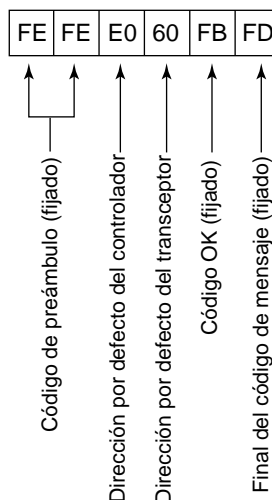 FE FE E0 60 FB FD
Código de preámbulo (fijado)
Dirección por defecto del controlador
Dirección por defecto del transceptor
Código OK (fijado)
Final del código de mensaje (fijado)